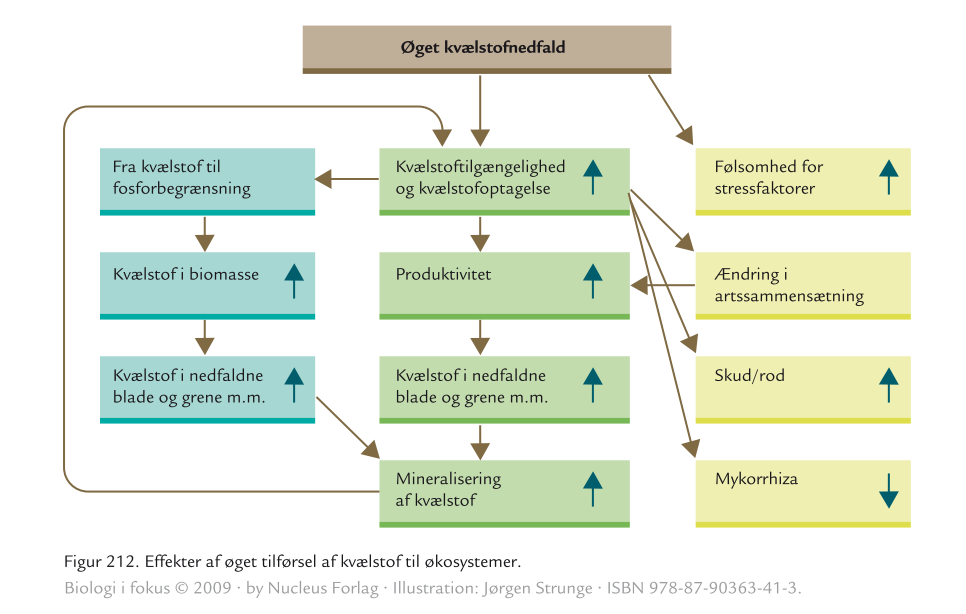 Øget kvælstofnedfald
Fra kvælstof til
fosforbegrænsning
Kvælstoftilgængelighed
og kvælstofoptagelse
Følsomhed for
stressfaktorer
Kvælstof i biomasse
Produktivitet
Ændring i
artssammensætning
Kvælstof i nedfaldne
blade og grene m.m.
Kvælstof i nedfaldne
blade og grene m.m.
Skud/rod
Mineralisering
af kvælstof
Mykorrhiza
Figur 212. Effekter af øget tilførsel af kvælstof til økosystemer.
Biologi i fokus © 2009 · by Nucleus Forlag · Illustration: Jørgen Strunge · ISBN 978-87-90363-41-3.